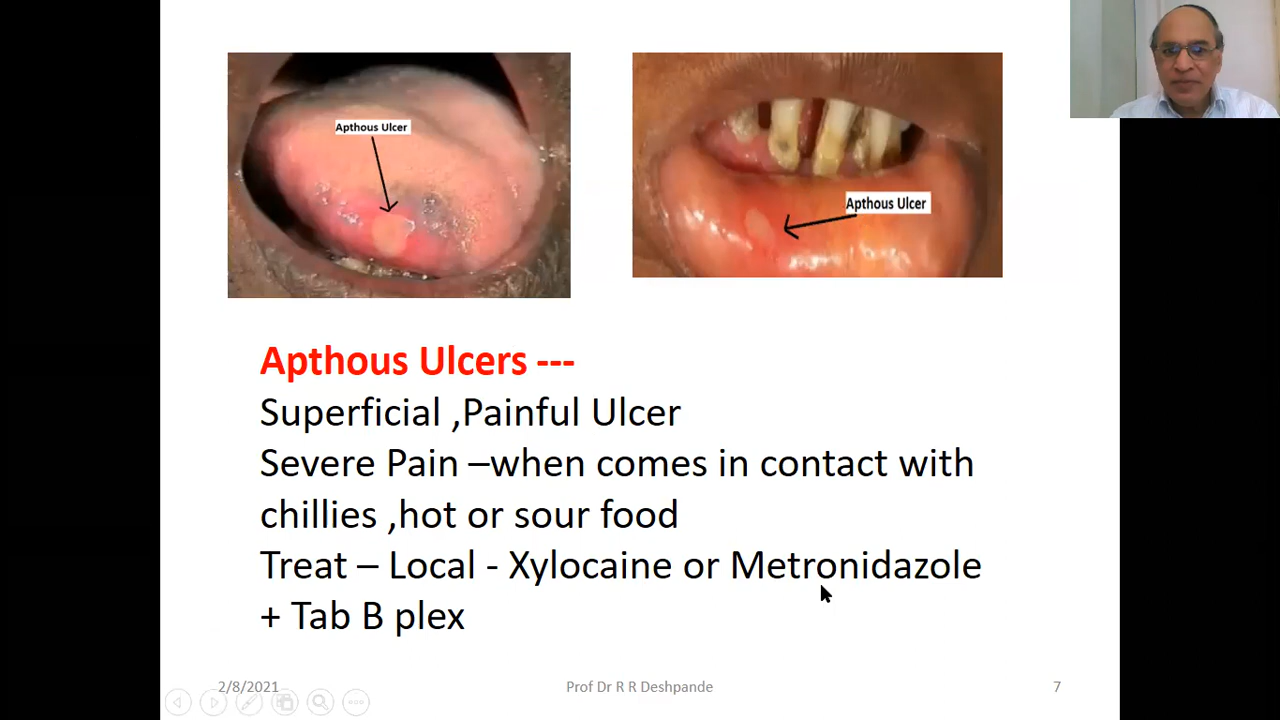 Apthous Ulcer
Apthous Ulcer
Apthous Ulcers ---
Superficial ,Painful Ulcer
Severe Pain –when comes in contact with
chillies ,hot or sour food
Treat – Local - Xylocaine or Metronidazole
+ Tab B plex
2/8/2021
Prof Dr R R Deshpande
7